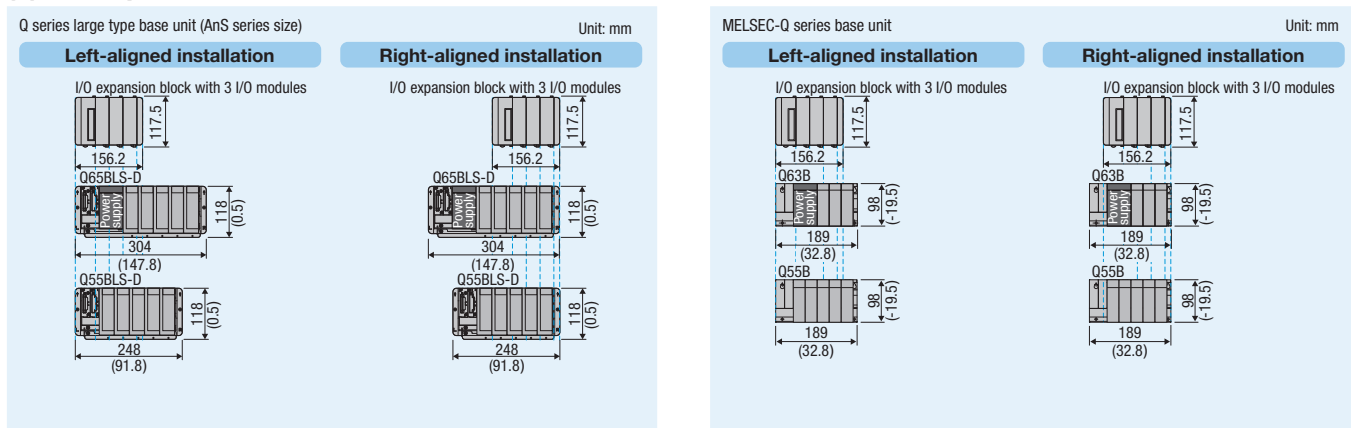 Q series large type base unit (AnS series size)
Unit: mm
Left-aligned installation
Right-aligned installation
I/O expansion block with 3 I/O modules
I/O expansion block with 3 I/O modules
117.5
117.5
156.2
156.2
Q65BLS-D
Q65BLS-D
Power
supply
118
(0.5)
Power
supply
118
(0.5)
304
(147.8)
304
(147.8)
Q55BLS-D
Q55BLS-D
118
(0.5)
118
(0.5)
248
(91.8)
248
(91.8)
MELSEC-Q series base unit
Unit: mm
Left-aligned installation
Right-aligned installation
I/O expansion block with 3 I/O modules
I/O expansion block with 3 I/O modules
117.5
117.5
156.2
156.2
Q63B
Q63B
Power
supply
98
(-19.5)
Power
supply
98
(-19.5)
189
(32.8)
189
(32.8)
Q55B
Q55B
98
(-19.5)
98
(-19.5)
189
(32.8)
189
(32.8)